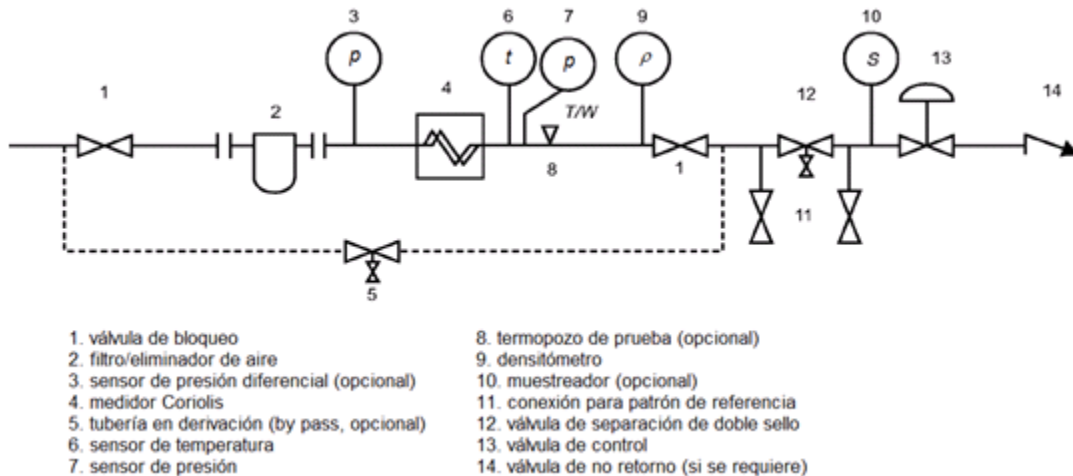 3 6 7 9 10
p t p ρ S
1 2 4 12 13 14
T/W
8 1 11
5
1. válvula de bloqueo
2. filtro/eliminador de aire
3. sensor de presión diferencial (opcional)
4. medidor Coriolis
5. tubería en derivación (by pass, opcional)
6. sensor de temperatura
7. sensor de presión
8. termopozo de prueba (opcional)
9. densitómetro
10. muestreador (opcional)
11. conexión para patrón de referencia
12. válvula de separación de doble sello
13. válvula de control
14. válvula de no retorno (si se requiere)